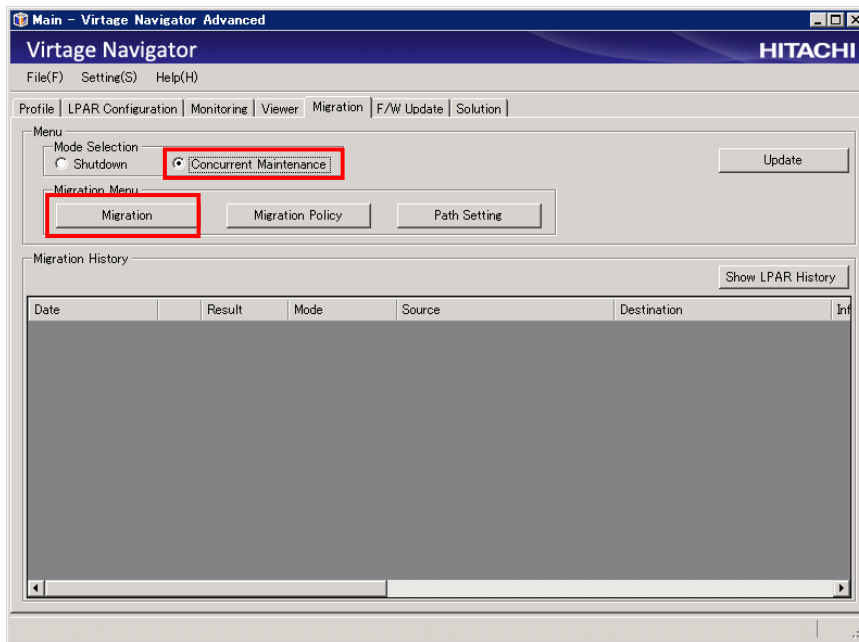 Main - Virtage Navigator Advanced
Virtage Navigator HITACHI
File(F) Setting(S) Help(H)
Profile LPAR Configuration Monitoring Viewer Migration F/W Update Solution
Menu
Mode Selection
Shutdown Concurrent Maintenance Update
Migration Menu
Migration Migration Policy Path Setting
Migration History
Show LPAR History
Date Result Mode Source Destination Inf